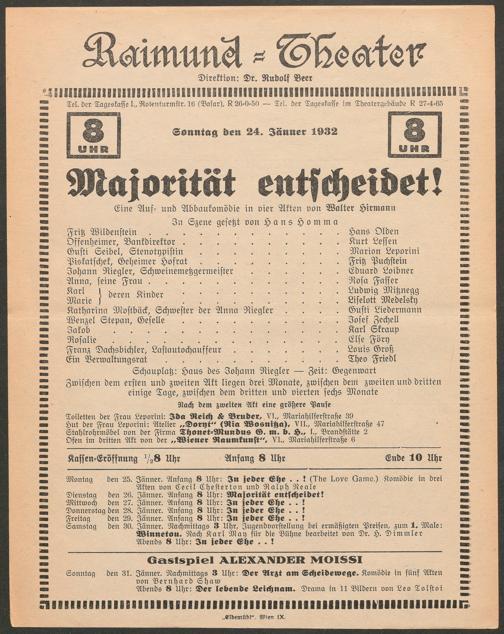 Raimund-Theater
Direktion: Dr. Rudolf Beer
Tel. der Tageskasse I., Rotenturmstr. 16 (Basar), R 26-0-50 — Tel. der Tageskasse im Theatergebäude R 27-4-65
8 UHR
Sonntag den 24. Jänner 1932
8 UHR
Majorität entscheidet!
Eine Auf- und Abbaukomödie in vier Akten von Walter Hirmann
In Szene gesetzt von Hans Homma
Fritz Wildenstein . . . . . Hans Olden
Offenheimer, Bankdirektor . . . . . Kurt Lessen
Gusti Seidel, Stenotypistin . . . . . Marion Leporini
Piskatschek, Geheimer Hofrat . . . . . Fritz Puchstein
Johann Riegler, Schweinemetzgermeister . . . . . Eduard Loibner
Anna, seine Frau . . . . . Rosa Fasser
Karl } deren Kinder . . . . . Ludwig Mitznegg
Marie } . . . . . Liselott Medelsky
Katharina Mostbäck, Schwester der Anna Riegler . . . . . Gusti Liedermann
Wenzel Stepan, Geselle . . . . . Josef Zechell
Jakob . . . . . Karl Skraup
Rosalie . . . . . Else Föry
Franz Dachsbichler, Lastautochauffeur . . . . . Louis Groß
Ein Verwaltungsrat . . . . . Theo Friedl
Schauplatz: Haus des Johann Riegler — Zeit: Gegenwart
Zwischen dem ersten und zweiten Akt liegen drei Monate, zwischen dem zweiten und dritten
einige Tage, zwischen dem dritten und vierten sechs Monate
Nach dem zweiten Akt eine größere Pause
Toiletten der Frau Leporini: Ida Reich & Bruder, VI., Mariahilferstraße 39
Hut der Frau Leporini: Atelier „Doryt“ (Ria Wosnitza), VII., Mariahilferstraße 47
Stahlrohrmöbel von der Firma Thonet-Mundus G. m. b. H., I., Brandstätte 2
Ofen im dritten Akt von der „Wiener Raumkunst“, VI., Mariahilferstraße 6
Kassen-Eröffnung 1/2 8 Uhr Anfang 8 Uhr Ende 10 Uhr
Montag den 25. Jänner. Anfang 8 Uhr: In jeder Ehe . . ! (The Love Game.) Komödie in drei
Akten von Cecil Chesterton und Ralph Neale
Dienstag den 26. Jänner. Anfang 8 Uhr: Majorität entscheidet!
Mittwoch den 27. Jänner. Anfang 8 Uhr: In jeder Ehe . . !
Donnerstag den 28. Jänner. Anfang 8 Uhr: In jeder Ehe . . !
Freitag den 29. Jänner. Anfang 8 Uhr: In jeder Ehe . . !
Samstag den 30. Jänner. Nachmittags 3 Uhr. Jugendvorstellung bei ermäßigten Preisen, zum 1. Male:
Winnetou. Nach Karl May für die Bühne bearbeitet von Dr. H. Dimmler
Abends 8 Uhr: In jeder Ehe . . !
Gastspiel ALEXANDER MOISSI
Sonntag den 31. Jänner. Nachmittags 3 Uhr: Der Arzt am Scheidewege. Komödie in fünf Akten
von Bernhard Shaw
Abends 8 Uhr: Der lebende Leichnam. Drama in 11 Bildern von Leo Tolstoi
„Elbemühl“, Wien IX.